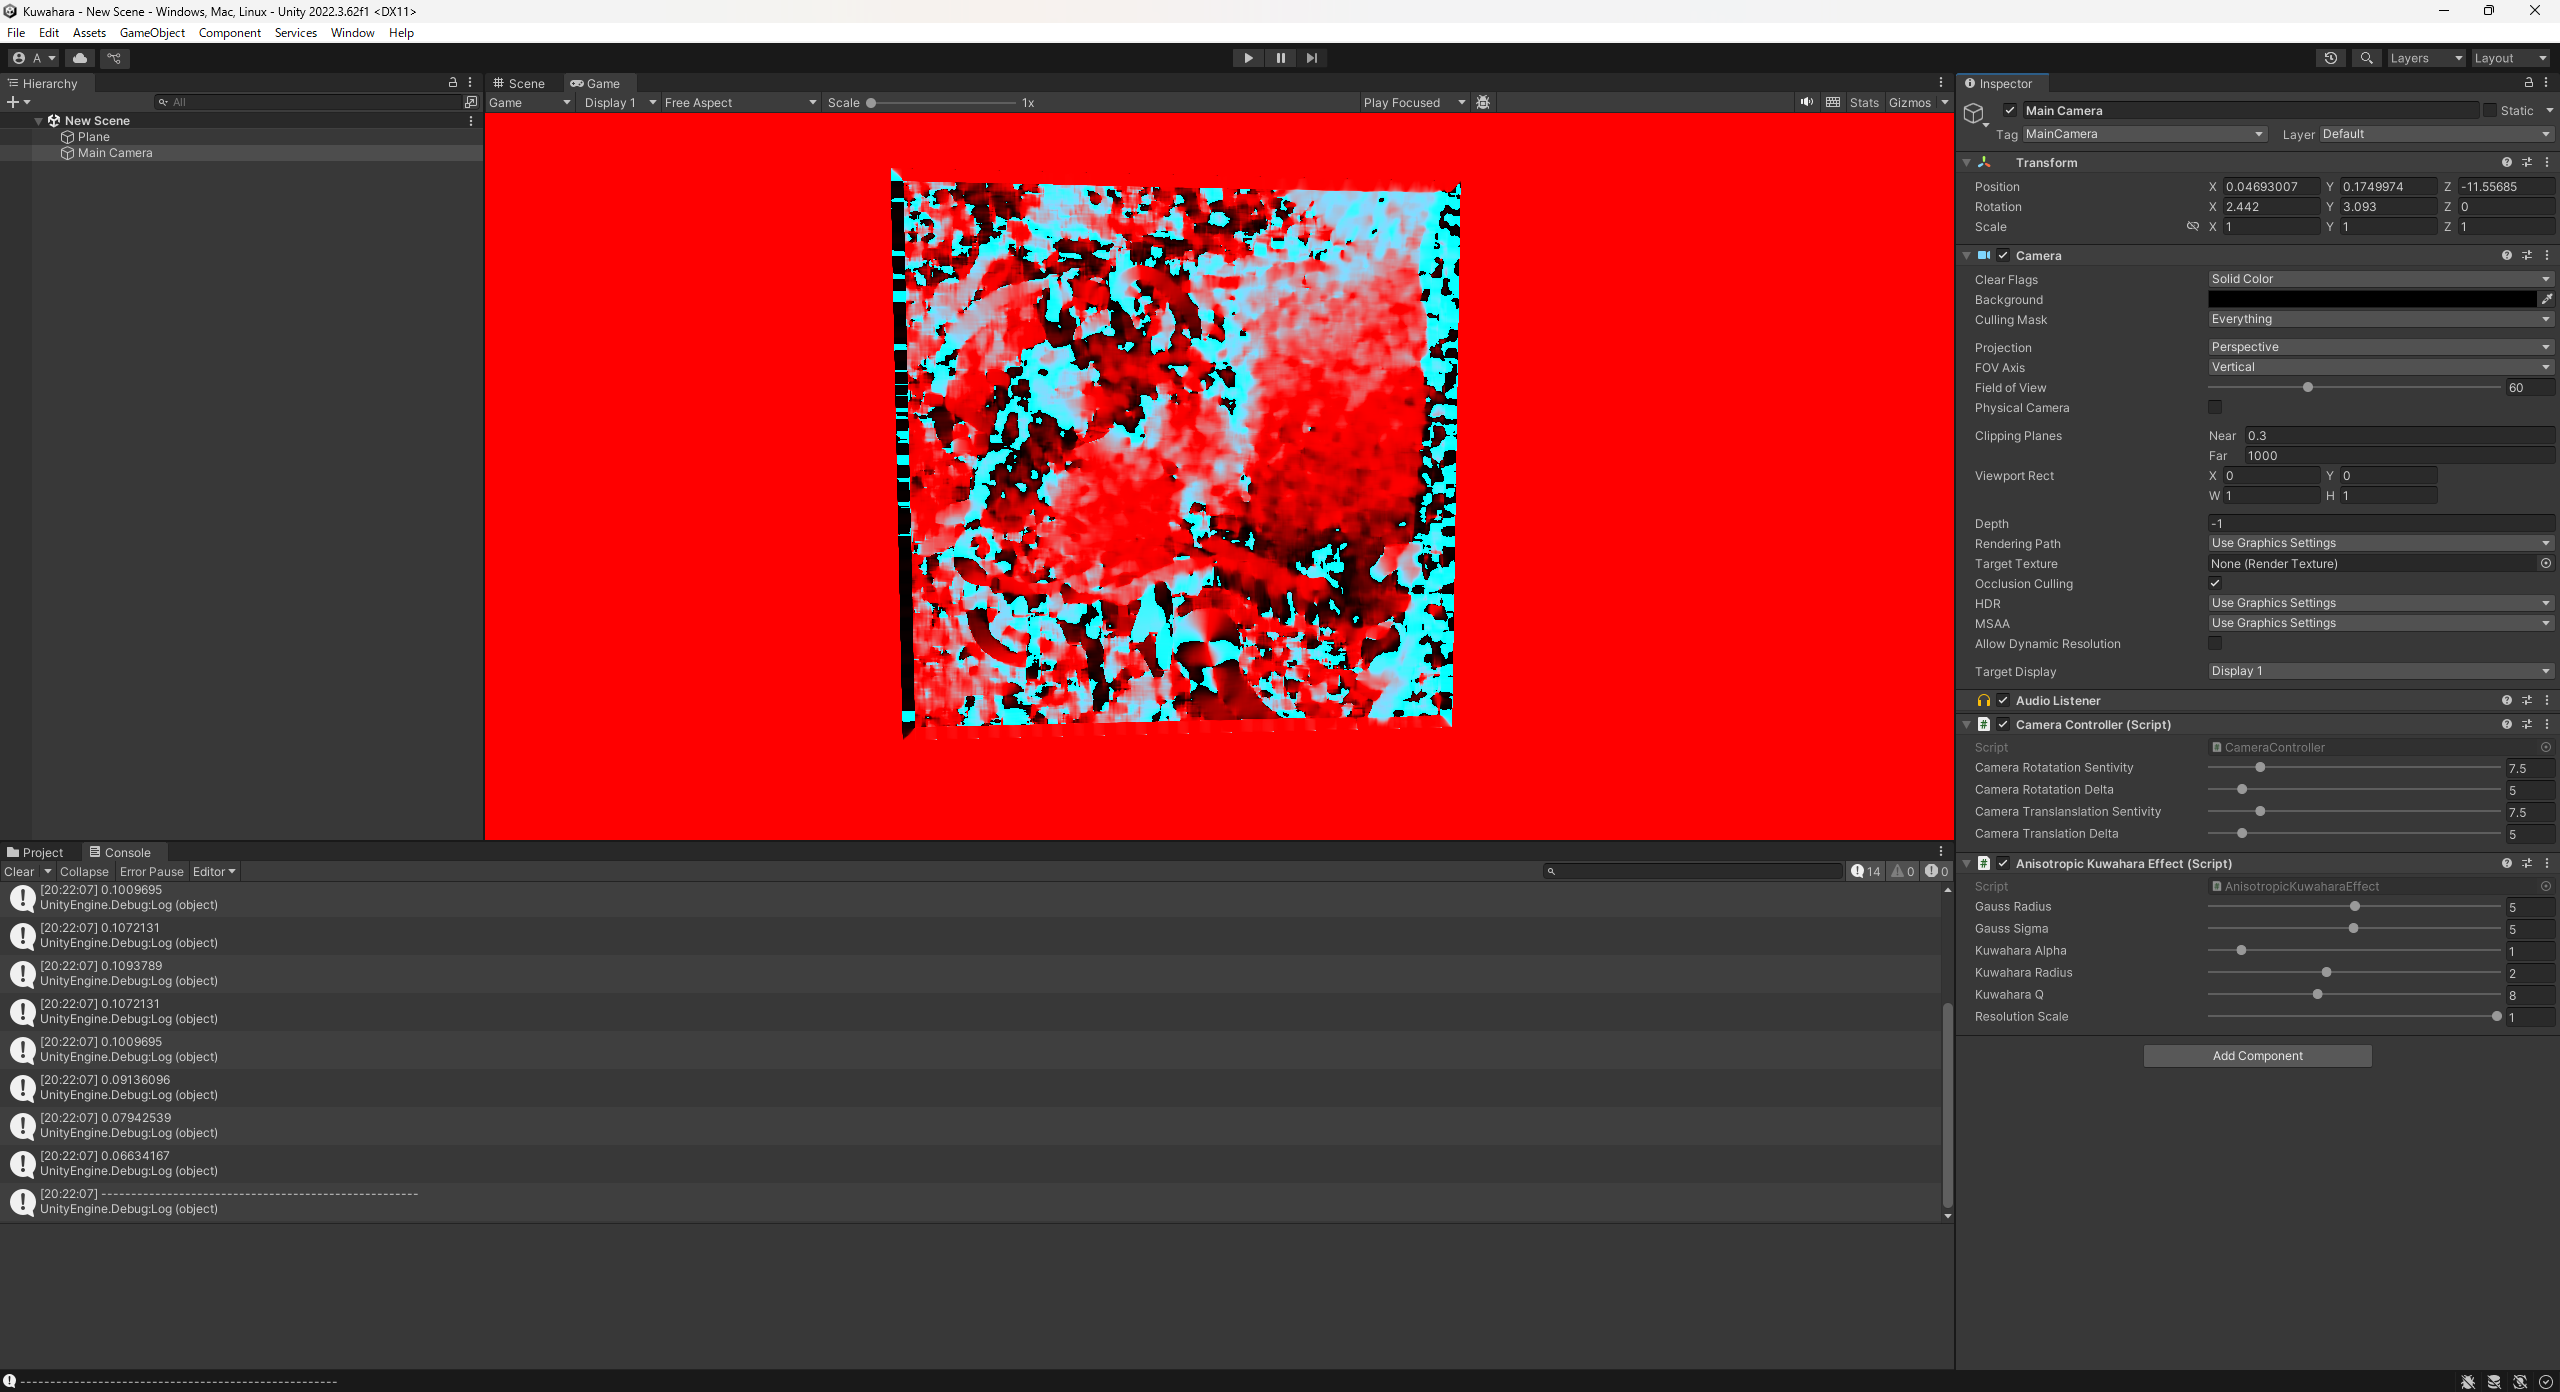 Kuwahara - New Scene - Windows, Mac, Linux - Unity 2022.3.62f1 <DX11>
File Edit Assets GameObject Component Services Window Help
A Layers Layout
Hierarchy
All
New Scene
Plane
Main Camera
Scene Game
Game Display 1 Free Aspect Scale 1x Play Focused Stats Gizmos
Inspector
Main Camera Static
Tag MainCamera Layer Default
Transform
Position X 0.04693007 Y 0.1749974 Z -11.55685
Rotation X 2.442 Y 3.093 Z 0
Scale X 1 Y 1 Z 1
Camera
Clear Flags Solid Color
Background
Culling Mask Everything
Projection Perspective
FOV Axis Vertical
Field of View 60
Physical Camera
Clipping Planes Near 0.3
Far 1000
Viewport Rect X 0 Y 0
W 1 H 1
Depth -1
Rendering Path Use Graphics Settings
Target Texture None (Render Texture)
Occlusion Culling
HDR Use Graphics Settings
MSAA Use Graphics Settings
Allow Dynamic Resolution
Target Display Display 1
Audio Listener
Camera Controller (Script)
Script CameraController
Camera Rotatation Sentivity 7.5
Camera Rotatation Delta 5
Camera Translanslation Sentivity 7.5
Camera Translation Delta 5
Anisotropic Kuwahara Effect (Script)
Script AnisotropicKuwaharaEffect
Gauss Radius 5
Gauss Sigma 5
Kuwahara Alpha 1
Kuwahara Radius 2
Kuwahara Q 8
Resolution Scale 1
Add Component
Project Console
Clear Collapse Error Pause Editor 14 0 0
[20:22:07] 0.1009695
UnityEngine.Debug:Log (object)
[20:22:07] 0.1072131
UnityEngine.Debug:Log (object)
[20:22:07] 0.1093789
UnityEngine.Debug:Log (object)
[20:22:07] 0.1072131
UnityEngine.Debug:Log (object)
[20:22:07] 0.1009695
UnityEngine.Debug:Log (object)
[20:22:07] 0.09136096
UnityEngine.Debug:Log (object)
[20:22:07] 0.07942539
UnityEngine.Debug:Log (object)
[20:22:07] 0.06634167
UnityEngine.Debug:Log (object)
[20:22:07] -----------------------------------------------------
UnityEngine.Debug:Log (object)
-----------------------------------------------------